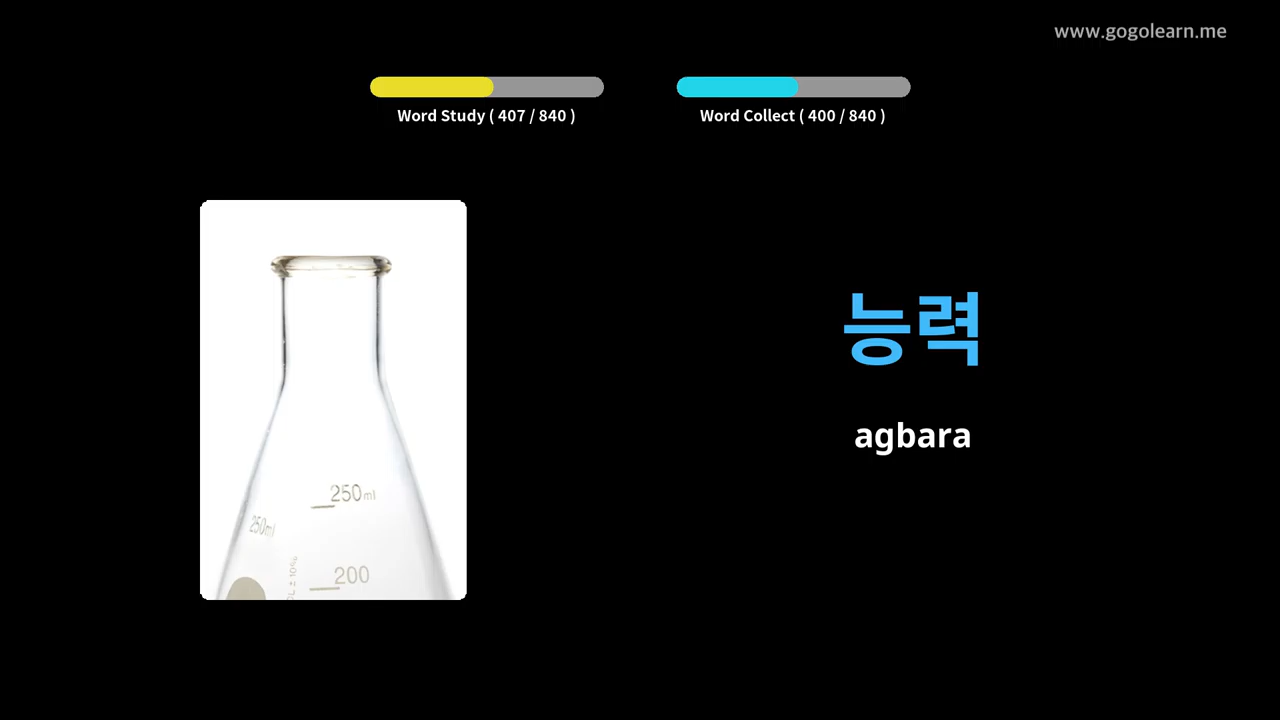 www.gogolearn.me
Word Study ( 407 / 840 )
Word Collect ( 400 / 840 )
능력
agbara
250ml
250ml
200